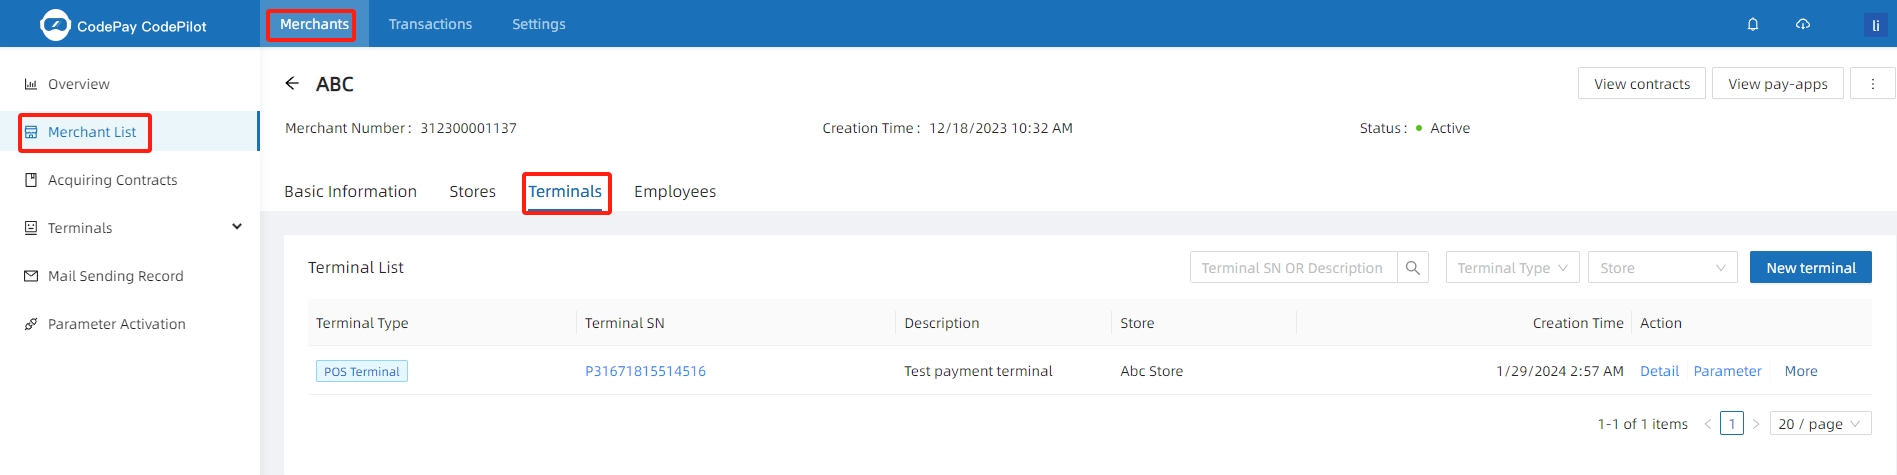 CodePay CodePilot
Merchants Transactions Settings
li
Overview
Merchant List
Acquiring Contracts
Terminals
Mail Sending Record
Parameter Activation
ABC
View contracts View pay-apps
Merchant Number : 312300001137 Creation Time : 12/18/2023 10:32 AM Status : Active
Basic Information Stores Terminals Employees
Terminal List Terminal SN OR Description Terminal Type Store New terminal
Terminal Type Terminal SN Description Store Creation Time Action
POS Terminal P31671815514516 Test payment terminal Abc Store 1/29/2024 2:57 AM Detail Parameter More
1-1 of 1 items < 1 > 20 / page